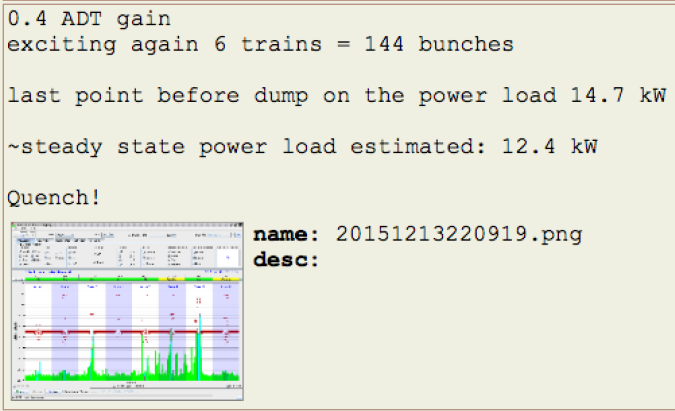 0.4 ADT gain
exciting again 6 trains = 144 bunches
last point before dump on the power load 14.7 kW
~steady state power load estimated: 12.4 kW
Quench!
name: 20151213220919.png
desc: